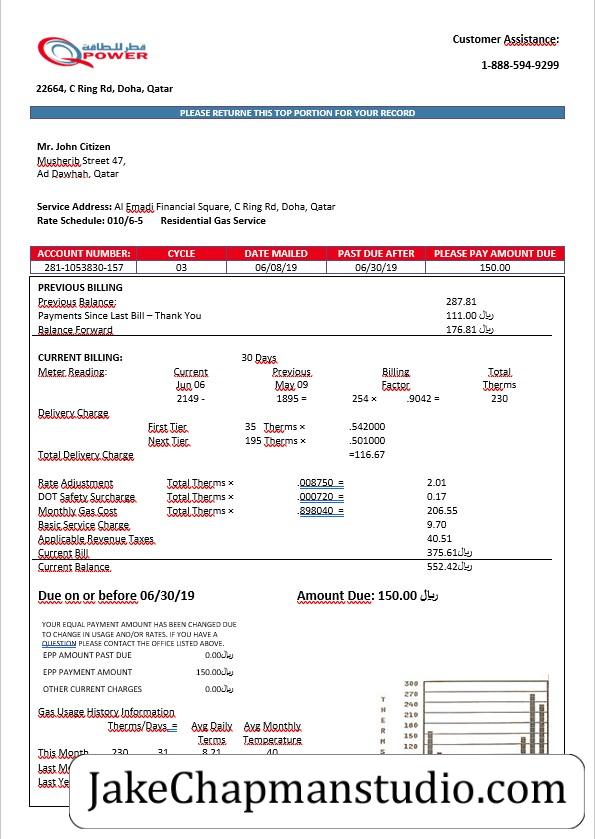 قطر للطاقة
POWER
Customer Assistance:
1-888-594-9299
22664, C Ring Rd, Doha, Qatar
PLEASE RETURNE THIS TOP PORTION FOR YOUR RECORD
Mr. John Citizen
Musherib Street 47,
Ad Dawhah, Qatar
Service Address: Al Emadi Financial Square, C Ring Rd, Doha, Qatar
Rate Schedule: 010/6-5 Residential Gas Service
ACCOUNT NUMBER: CYCLE DATE MAILED PAST DUE AFTER PLEASE PAY AMOUNT DUE
281-1053830-157 03 06/08/19 06/30/19 150.00
PREVIOUS BILLING
Previous Balance: 287.81
Payments Since Last Bill – Thank You 111.00 ريال
Balance Forward 176.81 ريال
CURRENT BILLING: 30 Days
Meter Reading: Current Previous Billing Total
Jun 06 May 09 Factor Therms
2149 - 1895 = 254 × .9042 = 230
Delivery Charge
First Tier 35 Therms × .542000
Next Tier 195 Therms × .501000
Total Delivery Charge =116.67
Rate Adjustment Total Therms × .008750 = 2.01
DOT Safety Surcharge Total Therms × .000720 = 0.17
Monthly Gas Cost Total Therms × .898040 = 206.55
Basic Service Charge 9.70
Applicable Revenue Taxes 40.51
Current Bill 375.61ريال
Current Balance 552.42ريال
Due on or before 06/30/19 Amount Due: 150.00 ريال
YOUR EQUAL PAYMENT AMOUNT HAS BEEN CHANGED DUE
TO CHANGE IN USAGE AND/OR RATES. IF YOU HAVE A
QUESTION PLEASE CONTACT THE OFFICE LISTED ABOVE.
EPP AMOUNT PAST DUE 0.00ريال
EPP PAYMENT AMOUNT 150.00ريال
OTHER CURRENT CHARGES 0.00ريال
Gas Usage History Information
Therms/Days = Avg Daily Avg Monthly
Terms Temperature
This Month 230 31 8.21 40
Last
Last
300
270
240
210
180
150
120
T
H
E
R
M
S
JakeChapmanstudio.com